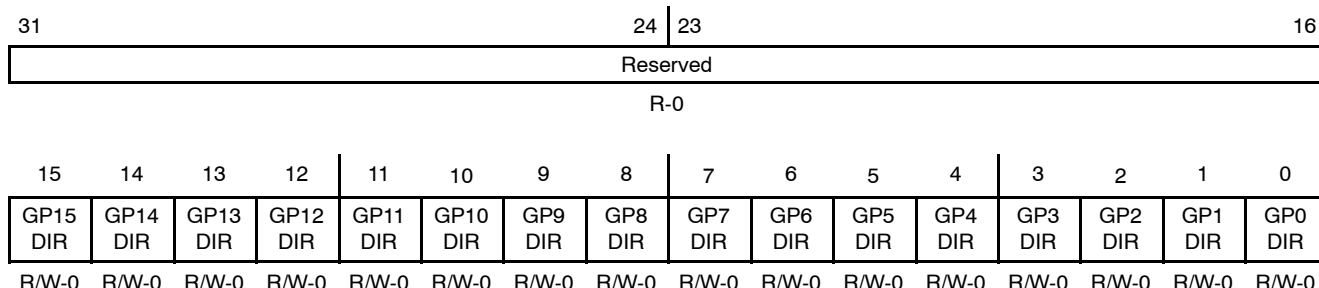 31 24 23 16
Reserved
R-0
15 14 13 12 11 10 9 8 7 6 5 4 3 2 1 0
GP15 GP14 GP13 GP12 GP11 GP10 GP9 GP8 GP7 GP6 GP5 GP4 GP3 GP2 GP1 GP0
DIR DIR DIR DIR DIR DIR DIR DIR DIR DIR DIR DIR DIR DIR DIR DIR
R/W-0 R/W-0 R/W-0 R/W-0 R/W-0 R/W-0 R/W-0 R/W-0 R/W-0 R/W-0 R/W-0 R/W-0 R/W-0 R/W-0 R/W-0 R/W-0